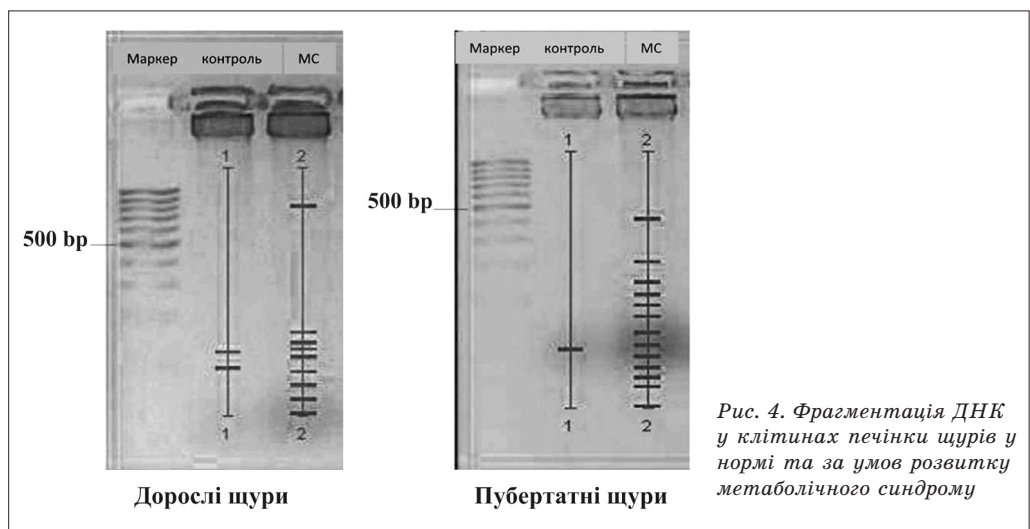 Маркер контроль МС
1 2
500 bp
1 2
Дорослі щури
Маркер контроль МС
1 2
500 bp
1 2
Пубертатні щури
Рис. 4. Фрагментація ДНК
у клітинах печінки щурів у
нормі та за умов розвитку
метаболічного синдрому